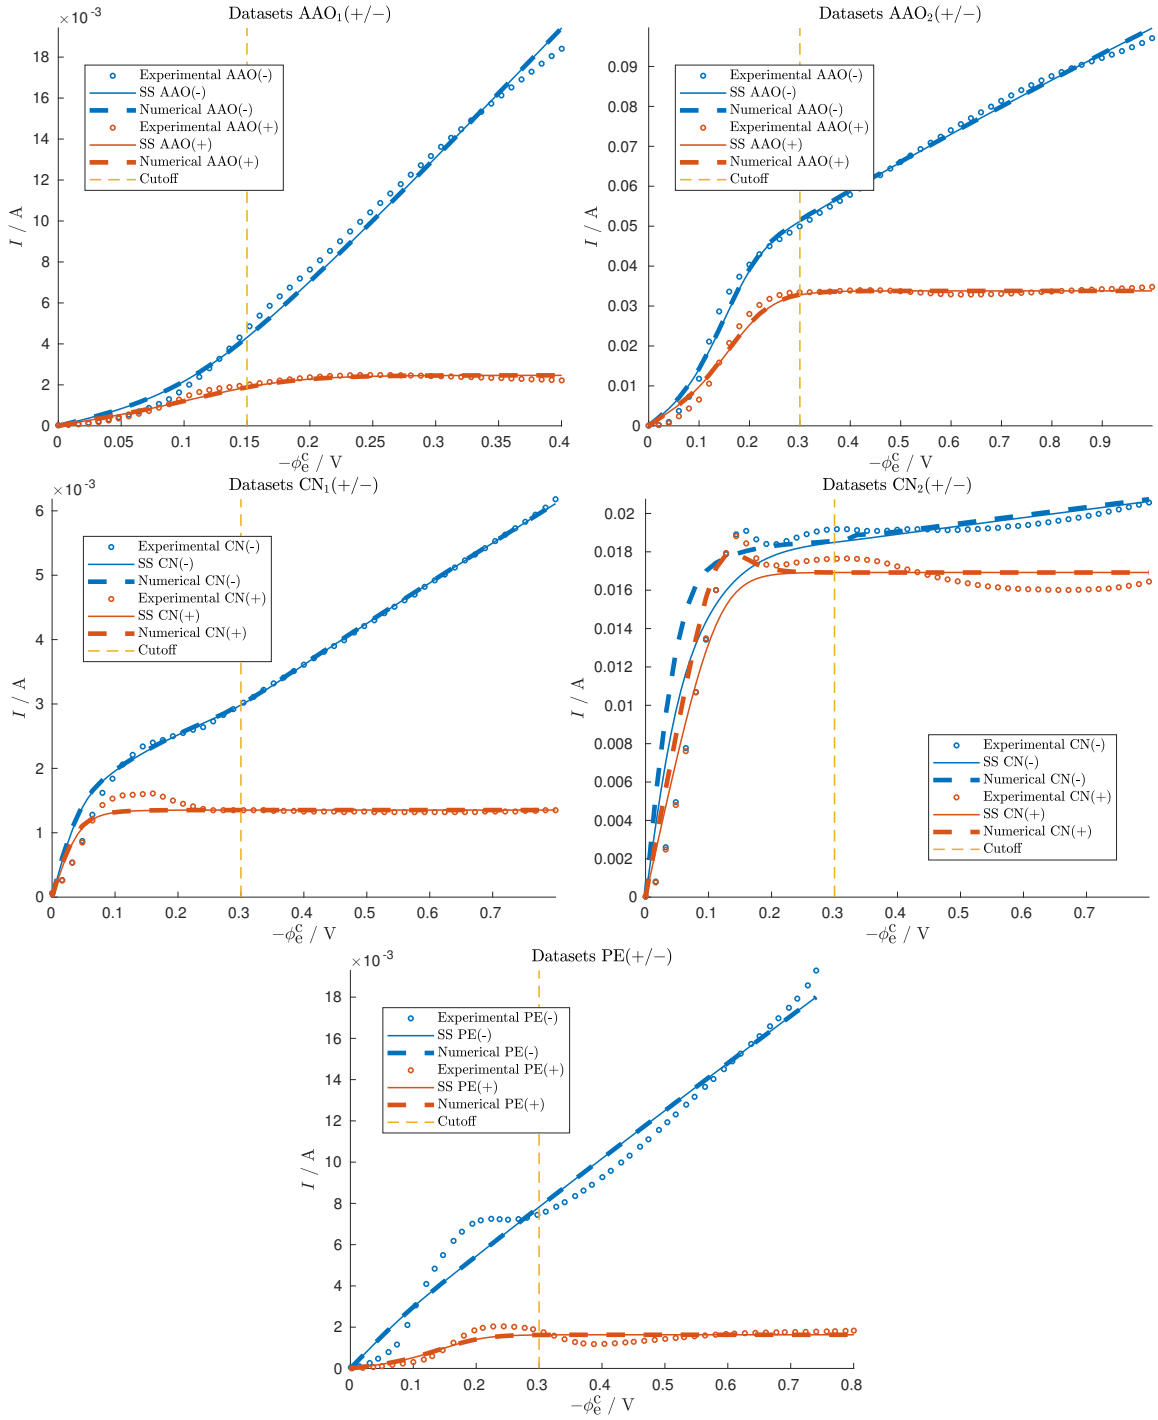 Datasets AAO₁(+/−)
×10⁻³
18
16
14
12
10
8
6
4
2
0
I / A
Experimental AAO(-)
SS AAO(-)
Numerical AAO(-)
Experimental AAO(+)
SS AAO(+)
Numerical AAO(+)
Cutoff
0 0.05 0.1 0.15 0.2 0.25 0.3 0.35 0.4
−ϕₑᶜ / V
Datasets AAO₂(+/−)
0.09
0.08
0.07
0.06
0.05
0.04
0.03
0.02
0.01
0
I / A
Experimental AAO(-)
SS AAO(-)
Numerical AAO(-)
Experimental AAO(+)
SS AAO(+)
Numerical AAO(+)
Cutoff
0 0.1 0.2 0.3 0.4 0.5 0.6 0.7 0.8 0.9
−ϕₑᶜ / V
Datasets CN₁(+/−)
×10⁻³
6
5
4
3
2
1
0
I / A
Experimental CN(-)
SS CN(-)
Numerical CN(-)
Experimental CN(+)
SS CN(+)
Numerical CN(+)
Cutoff
0 0.1 0.2 0.3 0.4 0.5 0.6 0.7
−ϕₑᶜ / V
Datasets CN₂(+/−)
0.02
0.018
0.016
0.014
0.012
0.01
0.008
0.006
0.004
0.002
0
I / A
Experimental CN(-)
SS CN(-)
Numerical CN(-)
Experimental CN(+)
SS CN(+)
Numerical CN(+)
Cutoff
0 0.1 0.2 0.3 0.4 0.5 0.6 0.7
−ϕₑᶜ / V
Datasets PE(+/−)
×10⁻³
18
16
14
12
10
8
6
4
2
0
I / A
Experimental PE(-)
SS PE(-)
Numerical PE(-)
Experimental PE(+)
SS PE(+)
Numerical PE(+)
Cutoff
0 0.1 0.2 0.3 0.4 0.5 0.6 0.7 0.8
−ϕₑᶜ / V